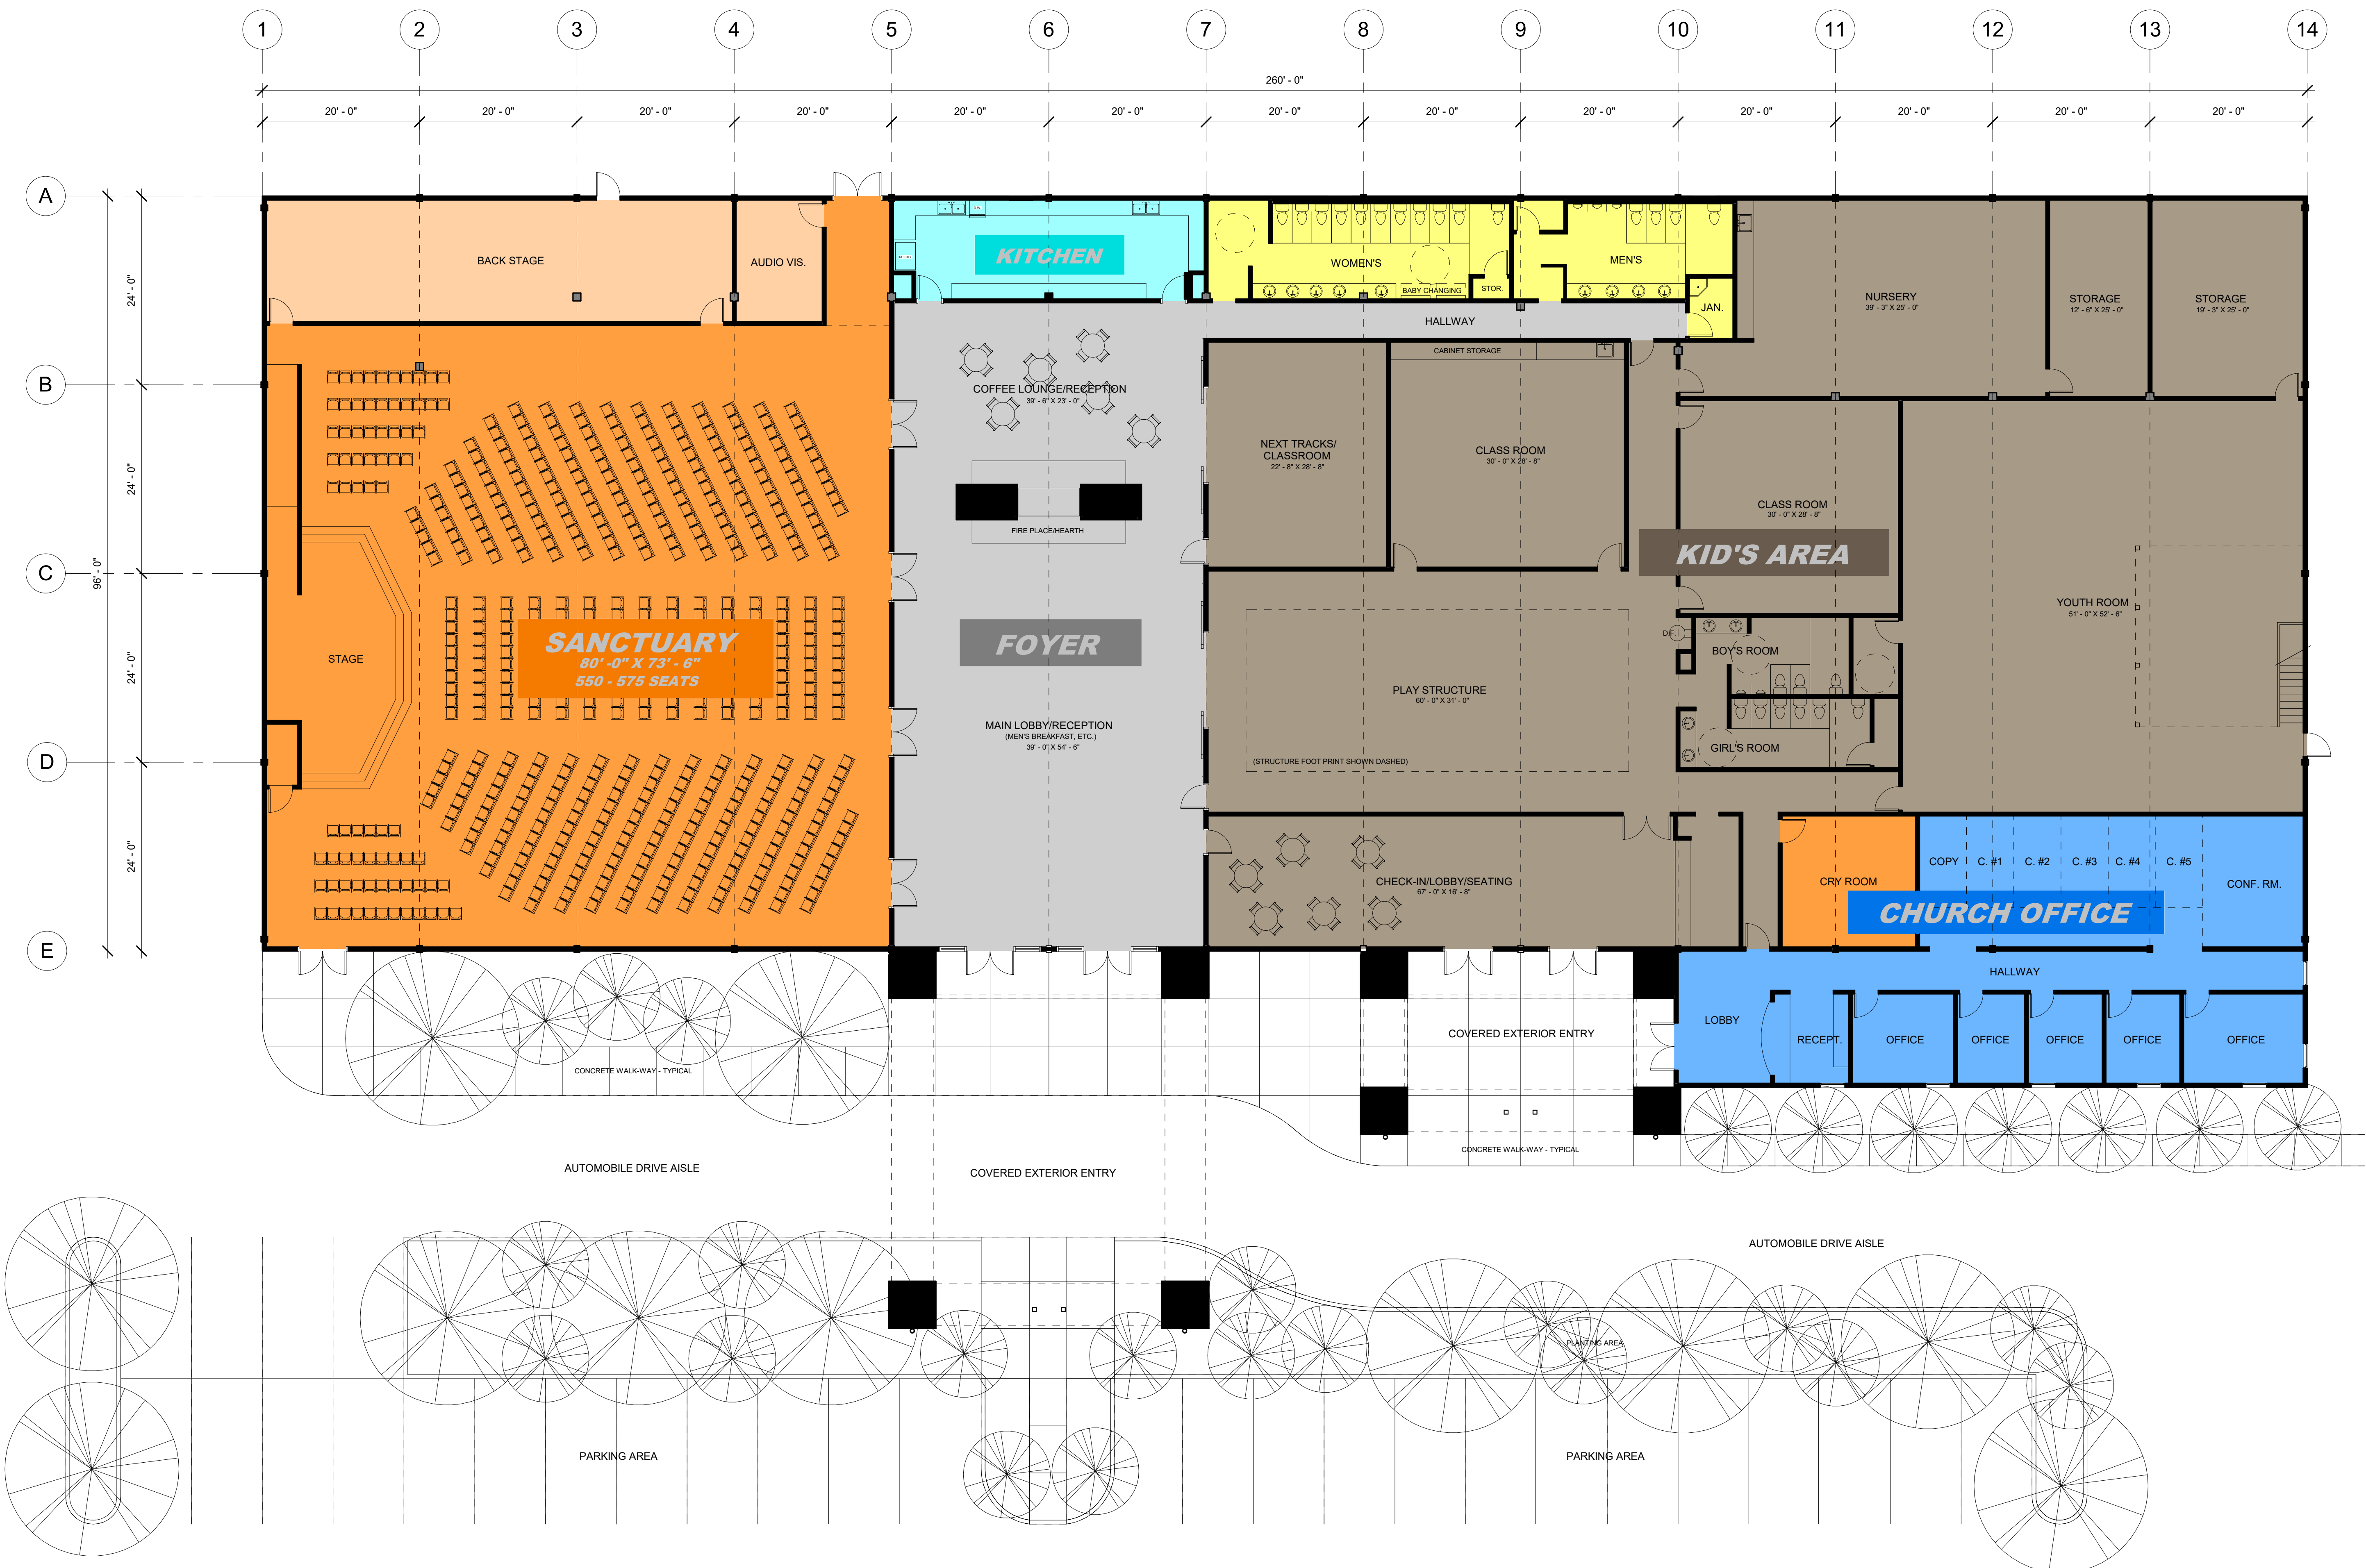 1 2 3 4 5 6 7 8 9 10 11 12 13 14
260' - 0"
20' - 0" 20' - 0" 20' - 0" 20' - 0" 20' - 0" 20' - 0" 20' - 0" 20' - 0" 20' - 0" 20' - 0" 20' - 0" 20' - 0" 20' - 0"
A
B
C
D
E
96' - 0"
24' - 0"
24' - 0"
24' - 0"
24' - 0"
BACK STAGE
AUDIO VIS.
KITCHEN
WOMEN'S
BABY CHANGING
STOR.
MEN'S
JAN.
HALLWAY
NURSERY
39' - 3" X 25' - 0"
STORAGE
12' - 6" X 25' - 0"
STORAGE
19' - 3" X 25' - 0"
CABINET STORAGE
COFFEE LOUNGE/RECEPTION
39' - 6" X 23' - 0"
NEXT TRACKS/
CLASSROOM
22' - 8" X 28' - 8"
CLASS ROOM
30' - 0" X 28' - 8"
CLASS ROOM
30' - 0" X 28' - 8"
FIRE PLACE/HEARTH
KID'S AREA
YOUTH ROOM
51' - 0" X 52' - 6"
STAGE
SANCTUARY
80' -0" X 73' - 6"
550 - 575 SEATS
FOYER
D.F.
BOY'S ROOM
PLAY STRUCTURE
60' - 0" X 31' - 0"
MAIN LOBBY/RECEPTION
(MEN'S BREAKFAST, ETC.)
39' - 0" X 54' - 6"
GIRL'S ROOM
(STRUCTURE FOOT PRINT SHOWN DASHED)
CHECK-IN/LOBBY/SEATING
67' - 0" X 16' - 8"
CRY ROOM
COPY
C. #1
C. #2
C. #3
C. #4
C. #5
CONF. RM.
CHURCH OFFICE
HALLWAY
LOBBY
RECEPT.
OFFICE
OFFICE
OFFICE
OFFICE
OFFICE
COVERED EXTERIOR ENTRY
CONCRETE WALK-WAY - TYPICAL
CONCRETE WALK-WAY - TYPICAL
AUTOMOBILE DRIVE AISLE
COVERED EXTERIOR ENTRY
AUTOMOBILE DRIVE AISLE
PLANTING AREA
PARKING AREA
PARKING AREA